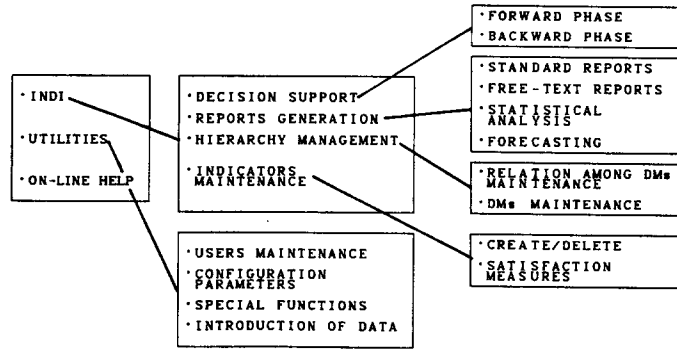 · INDI
· UTILITIES
· ON-LINE HELP
· DECISION SUPPORT
· REPORTS GENERATION
· HIERARCHY MANAGEMENT
· INDICATORS
MAINTENANCE
· USERS MAINTENANCE
· CONFIGURATION
PARAMETERS
· SPECIAL FUNCTIONS
· INTRODUCTION OF DATA
· FORWARD PHASE
· BACKWARD PHASE
· STANDARD REPORTS
· FREE-TEXT REPORTS
· STATISTICAL
ANALYSIS
· FORECASTING
· RELATION AMONG DMs
MAINTENANCE
· DMs MAINTENANCE
· CREATE/DELETE
· SATISFACTION
MEASURES